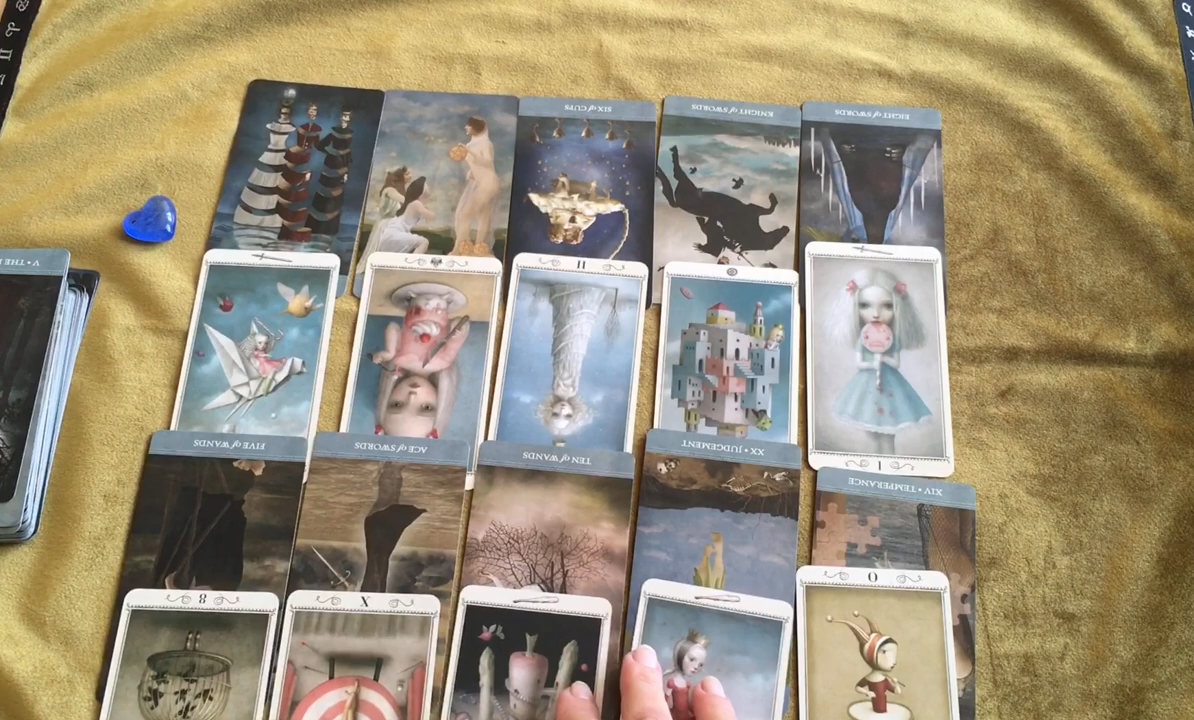 SIX of CUPS
KNIGHT of SWORDS
EIGHT of SWORDS
V • THE
II
FIVE of WANDS
ACE of SWORDS
TEN of WANDS
XX • JUDGEMENT
I
XIV • TEMPERANCE
8
X
0